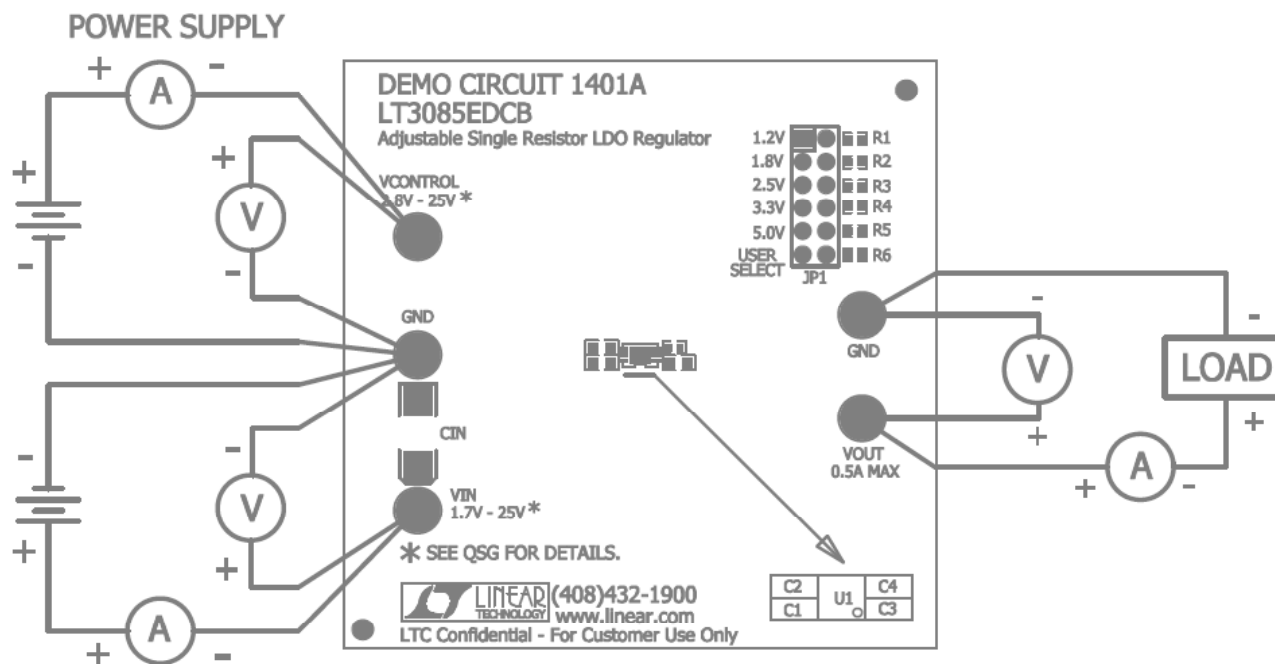 POWER SUPPLY
+ A -
+ V -
+ -
DEMO CIRCUIT 1401A
LT3085EDCB
Adjustable Single Resistor LDO Regulator
VCONTROL
2.8V - 25V *
1.2V R1
1.8V R2
2.5V R3
3.3V R4
5.0V R5
USER SELECT R6
JP1
GND
GND
- V +
- LOAD +
VOUT
0.5A MAX
+ A -
CIN
- V +
- +
VIN
1.7V - 25V *
* SEE QSG FOR DETAILS.
+ A -
LINEAR TECHNOLOGY (408)432-1900
www.linear.com
LTC Confidential - For Customer Use Only
C2 U1 C4
C1 C3